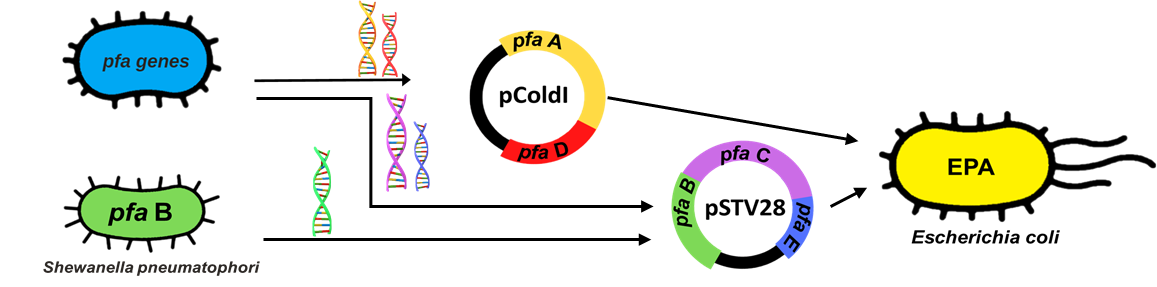 pfa genes
pfa B
Shewanella pneumatophori
pfa A
pColdI
pfa D
pfa C
pfa B
pSTV28
pfa E
EPA
Escherichia coli